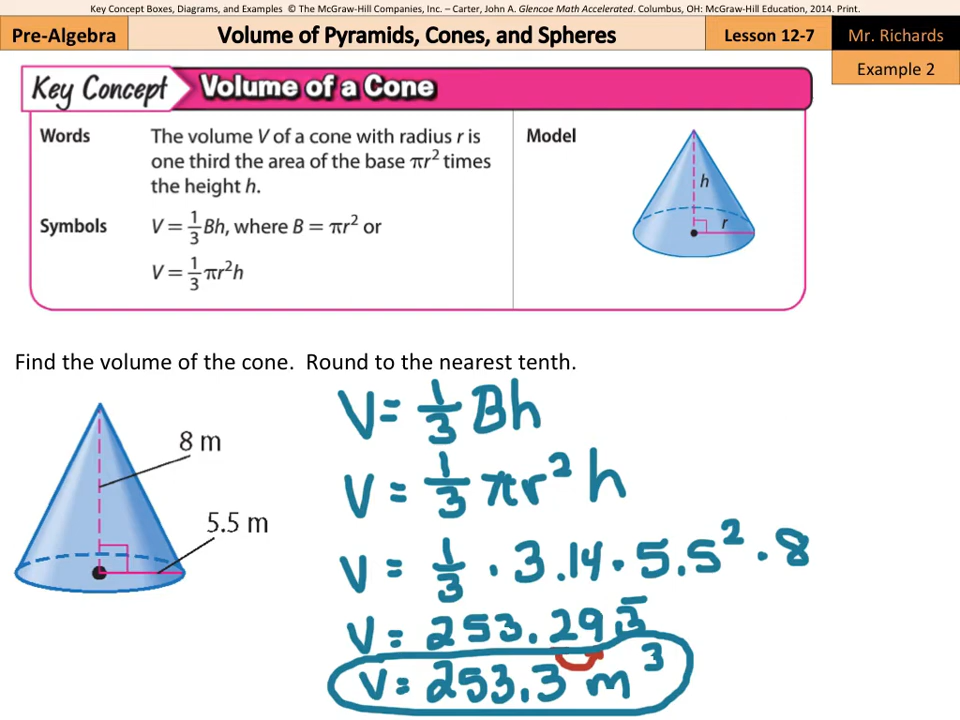 Key Concept Boxes, Diagrams, and Examples © The McGraw-Hill Companies, Inc. – Carter, John A. Glencoe Math Accelerated. Columbus, OH: McGraw-Hill Education, 2014. Print.
Pre-Algebra
Volume of Pyramids, Cones, and Spheres
Lesson 12-7
Mr. Richards
Example 2
Key Concept
Volume of a Cone
Words
The volume V of a cone with radius r is
one third the area of the base πr² times
the height h.
Symbols
V = 1/3 Bh, where B = πr² or
V = 1/3 πr²h
Model
h
r
Find the volume of the cone. Round to the nearest tenth.
8 m
5.5 m
V = 1/3 Bh
V = 1/3 πr² h
V = 1/3 · 3.14 · 5.5² · 8
V = 253.293̅
V = 253.3 m³